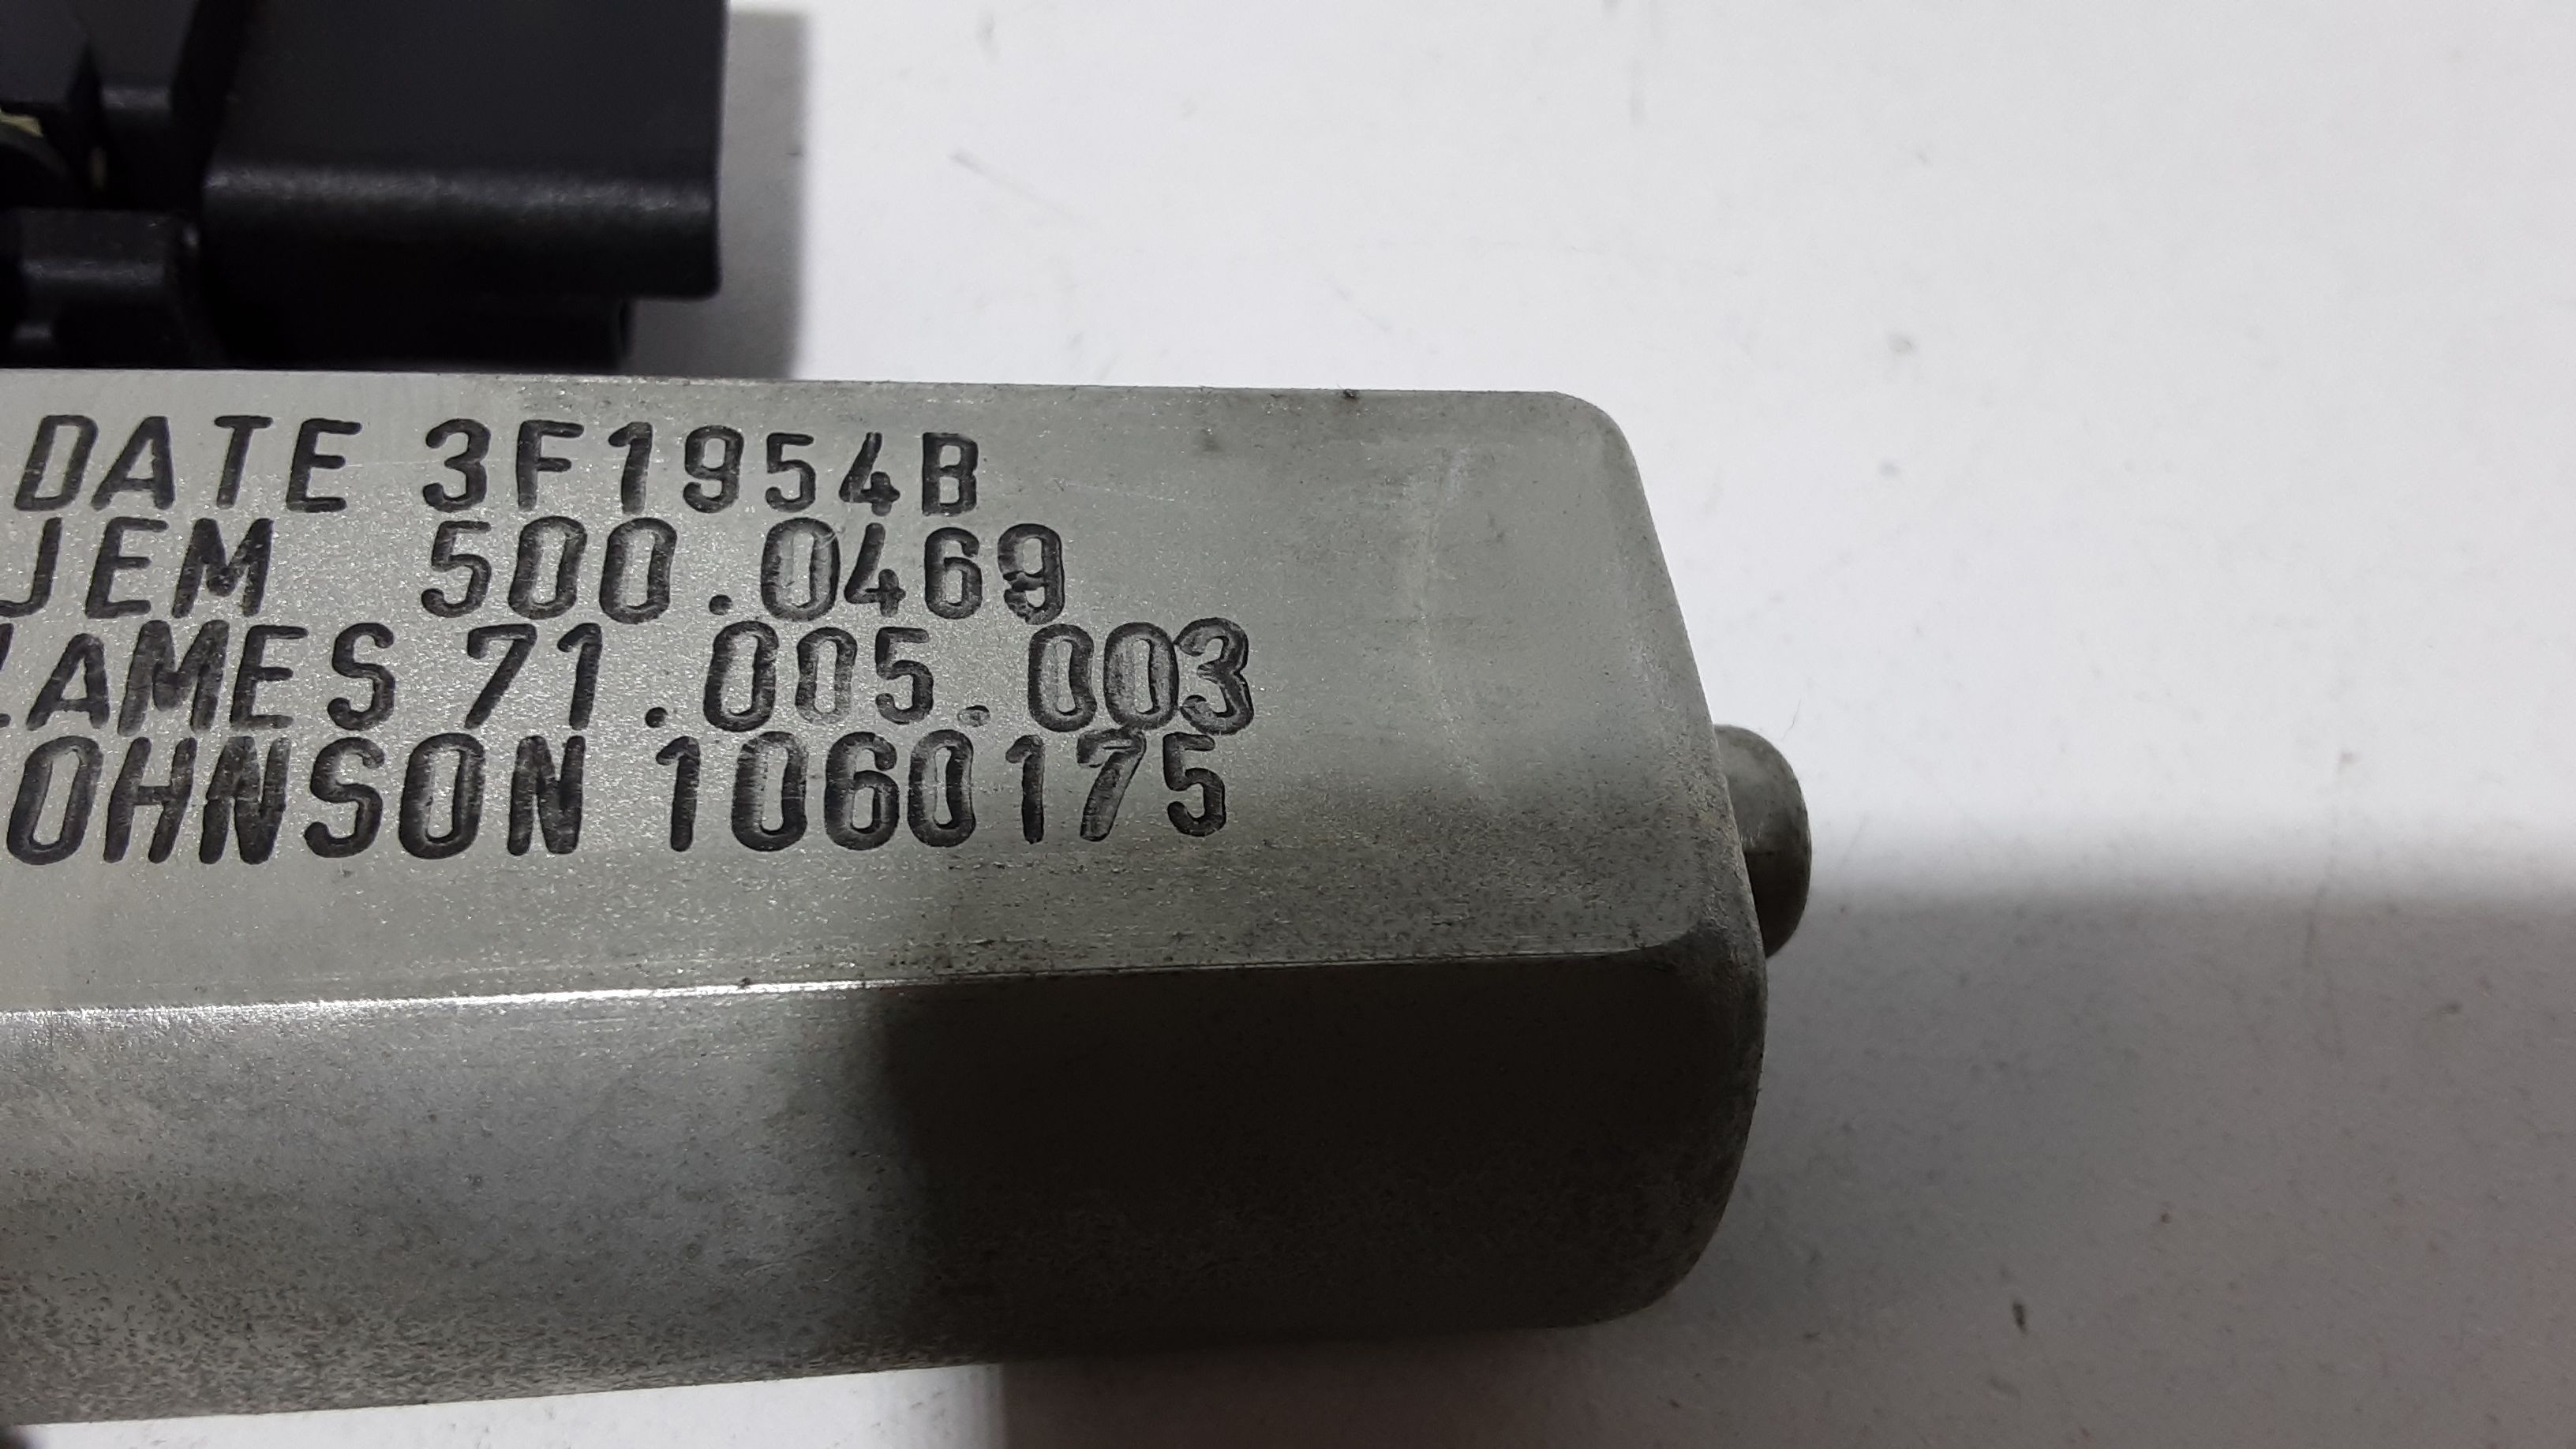 DATE 3F1954B
JEM 500.0469
LAMES 71.005.003
OHNSON 1060175